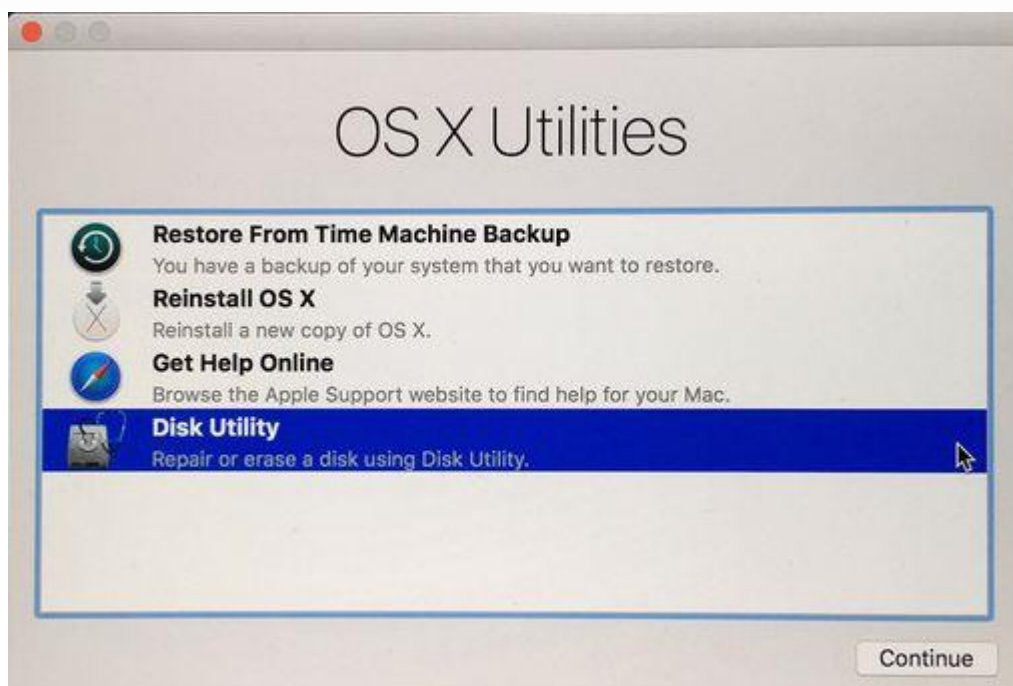 OS X Utilities
Restore From Time Machine Backup
You have a backup of your system that you want to restore.
Reinstall OS X
Reinstall a new copy of OS X.
Get Help Online
Browse the Apple Support website to find help for your Mac.
Disk Utility
Repair or erase a disk using Disk Utility.
Continue